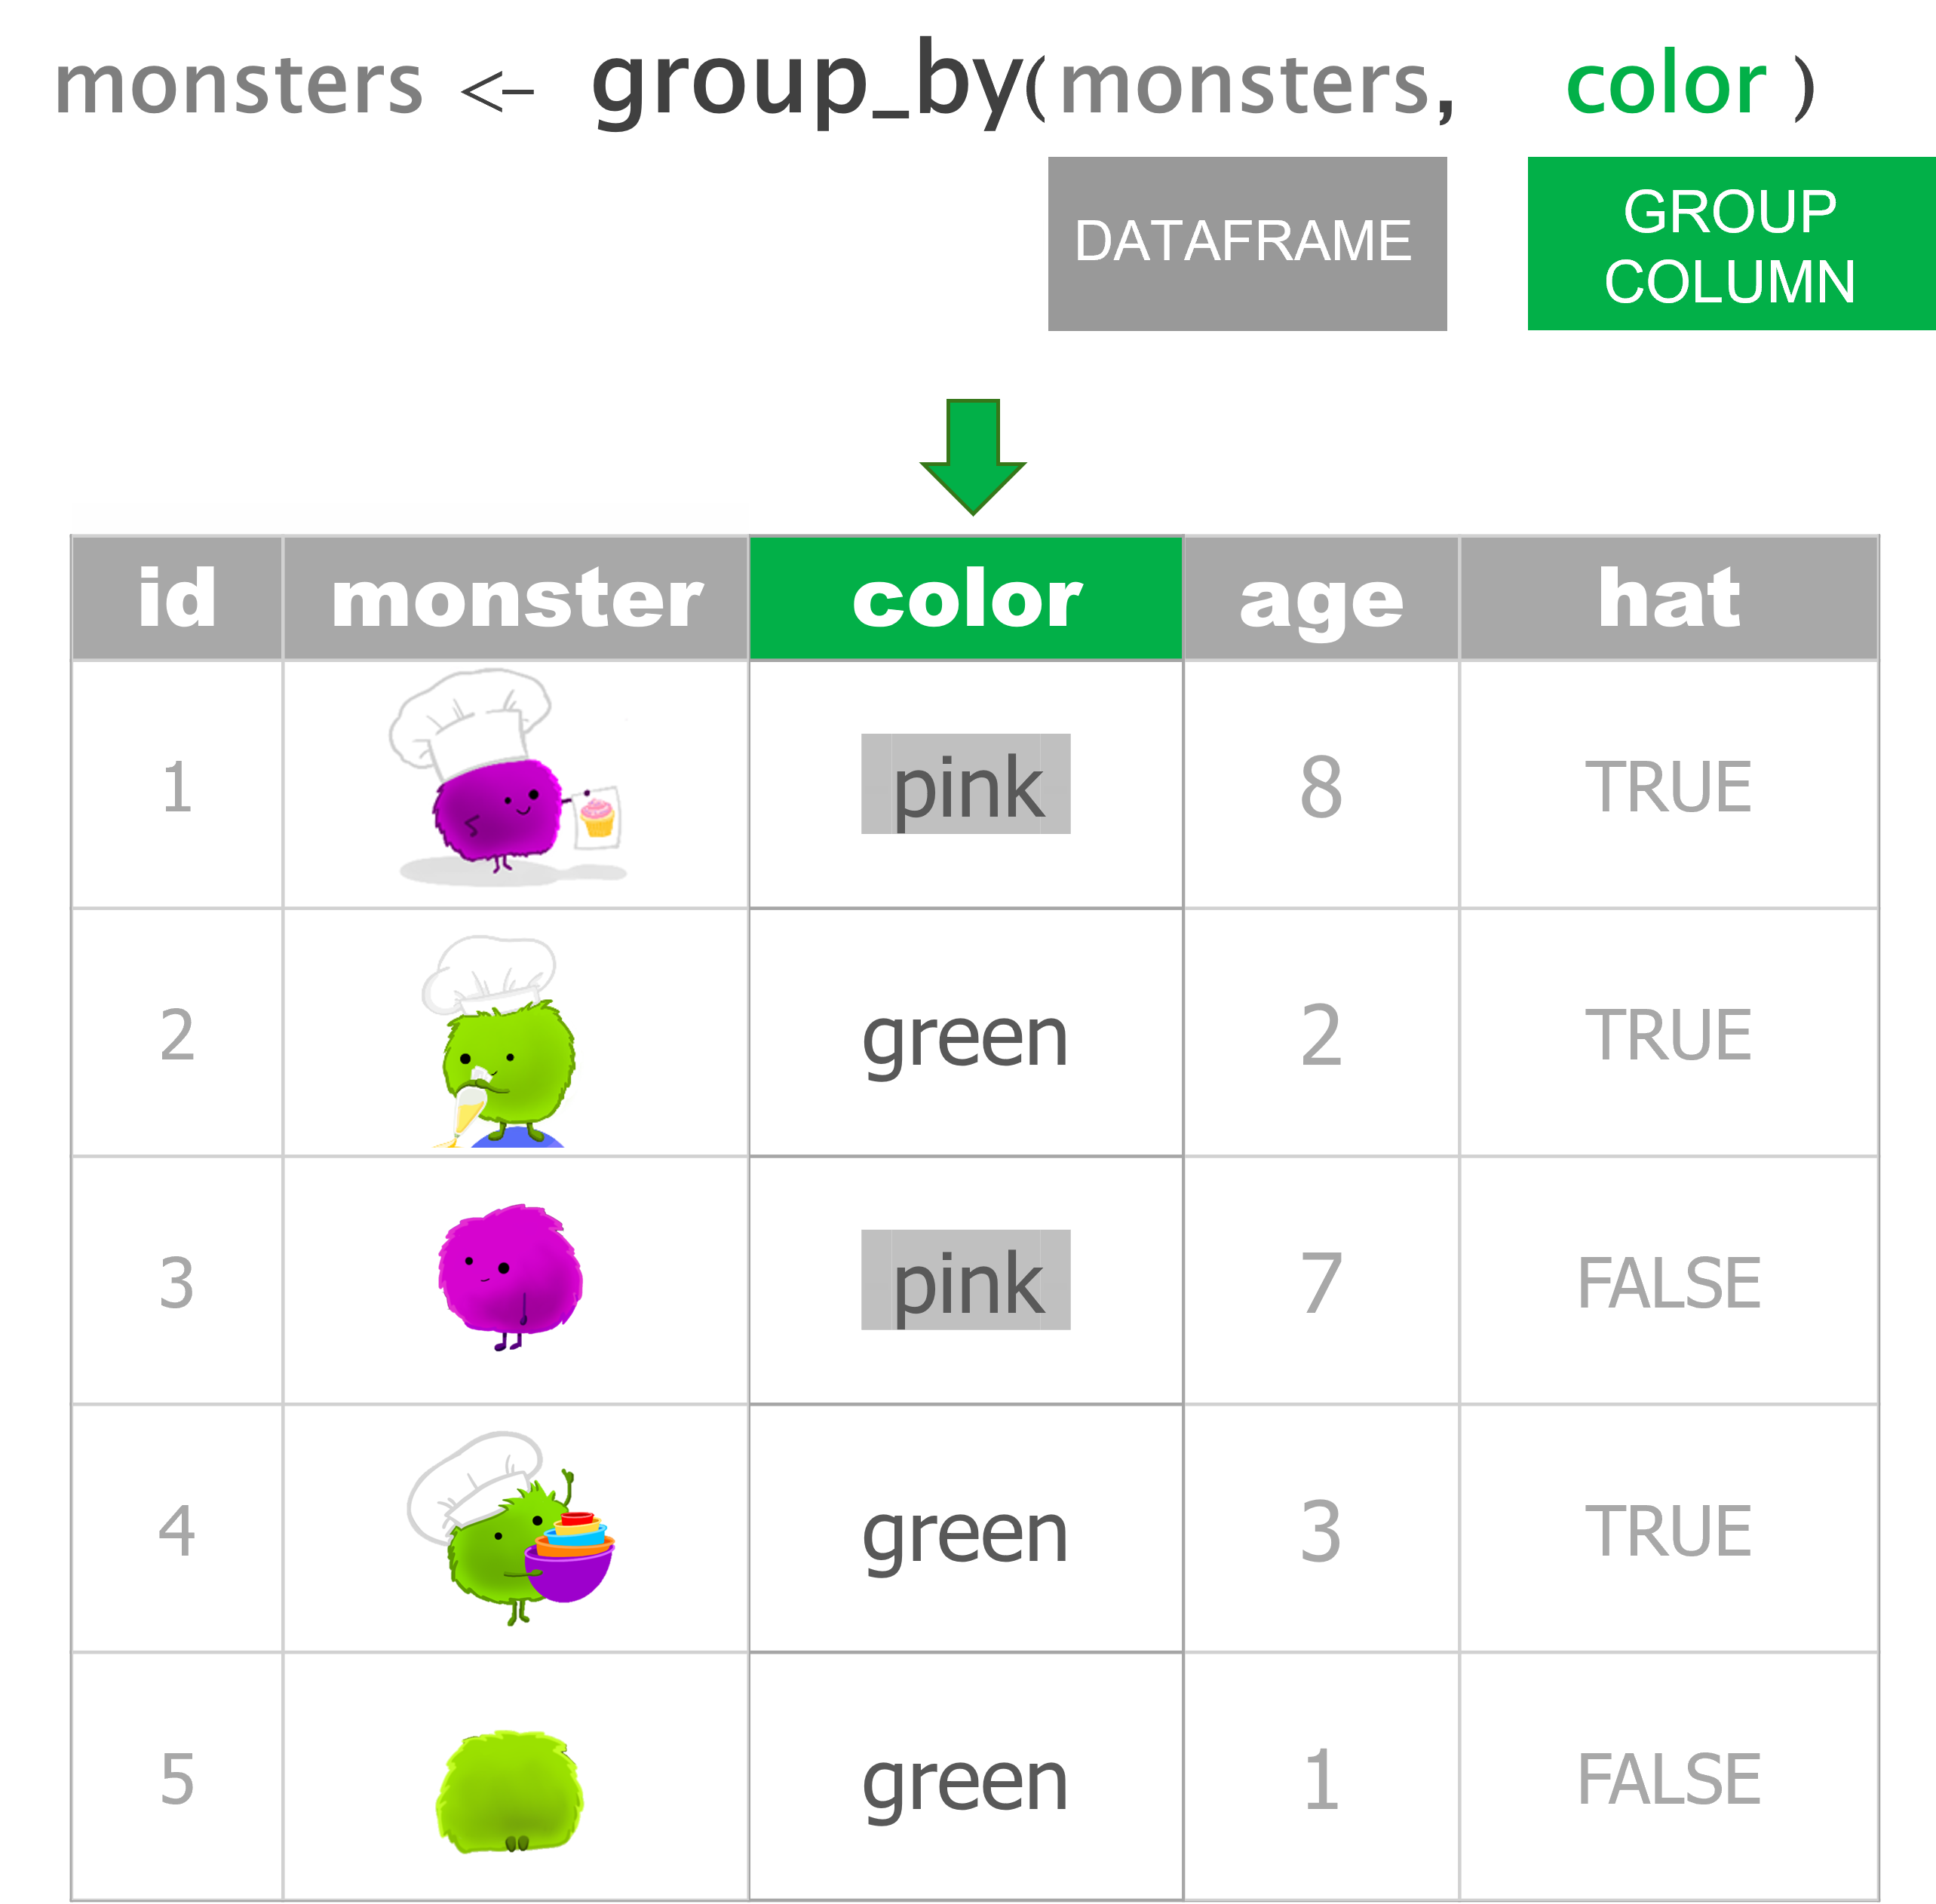 monsters <- group_by(monsters, color )
DATAFRAME
GROUP
COLUMN
id monster color age hat
1 pink 8 TRUE
2 green 2 TRUE
3 pink 7 FALSE
4 green 3 TRUE
5 green 1 FALSE